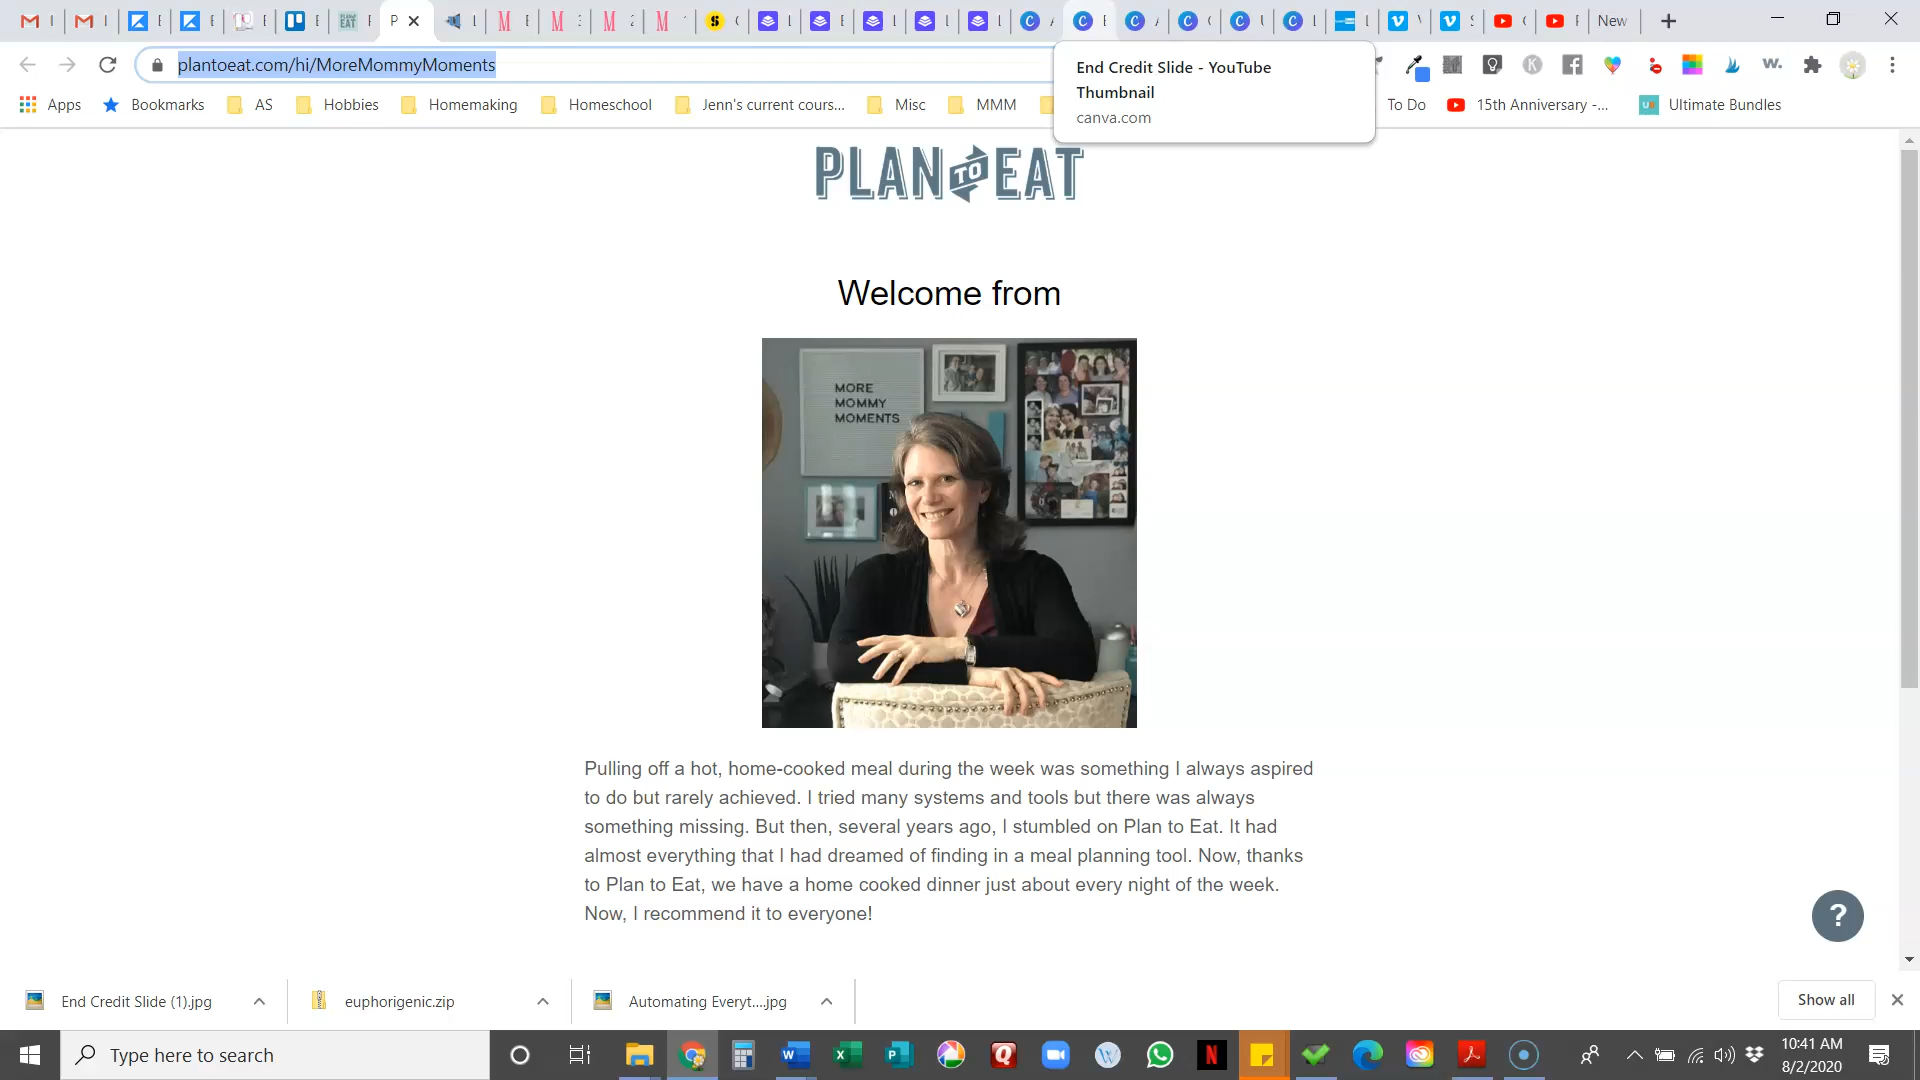 New
plantoeat.com/hi/MoreMommyMoments
End Credit Slide - YouTube
Thumbnail
canva.com
Apps
Bookmarks
AS
Hobbies
Homemaking
Homeschool
Jenn's current cours...
Misc
MMM
To Do
15th Anniversary -...
Ultimate Bundles
PLAN TO EAT
Welcome from
MORE
MOMMY
MOMENTS
Pulling off a hot, home-cooked meal during the week was something I always aspired
to do but rarely achieved. I tried many systems and tools but there was always
something missing. But then, several years ago, I stumbled on Plan to Eat. It had
almost everything that I had dreamed of finding in a meal planning tool. Now, thanks
to Plan to Eat, we have a home cooked dinner just about every night of the week.
Now, I recommend it to everyone!
?
End Credit Slide (1).jpg
euphorigenic.zip
Automating Everyt....jpg
Show all
Type here to search
10:41 AM
8/2/2020